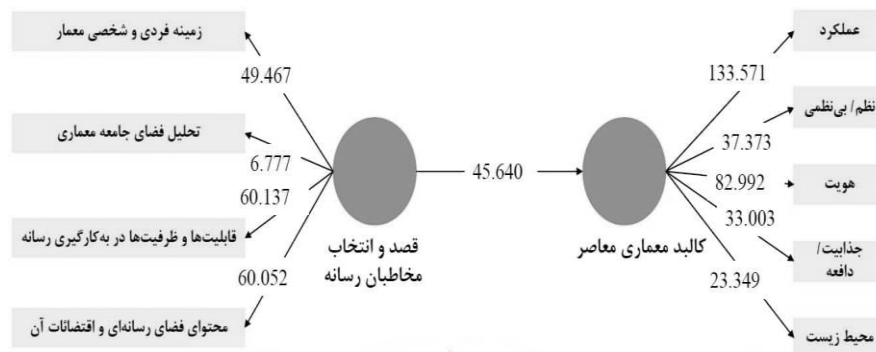 زمینه فردی و شخصی معمار
49.467
تحلیل فضای جامعه معماری
6.777
60.137
قابلیت‌ها و ظرفیت‌ها در به‌کارگیری رسانه
60.052
محتوای فضای رسانه‌ای و اقتضائات آن
قصد و انتخاب
مخاطبان رسانه
45.640
کالبد معماری معاصر
عملکرد
133.571
نظم/ بی‌نظمی
37.373
82.992
هویت
33.003
جذابیت/
دافعه
23.349
محیط زیست